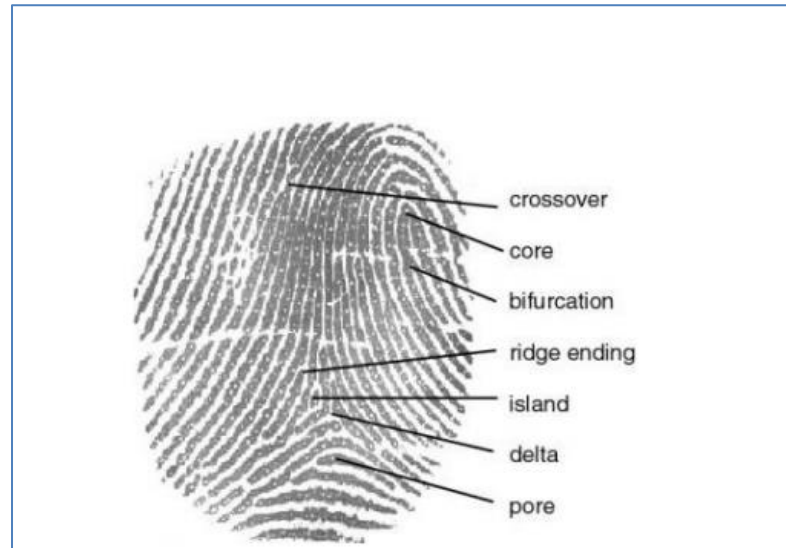 crossover
core
bifurcation
ridge ending
island
delta
pore